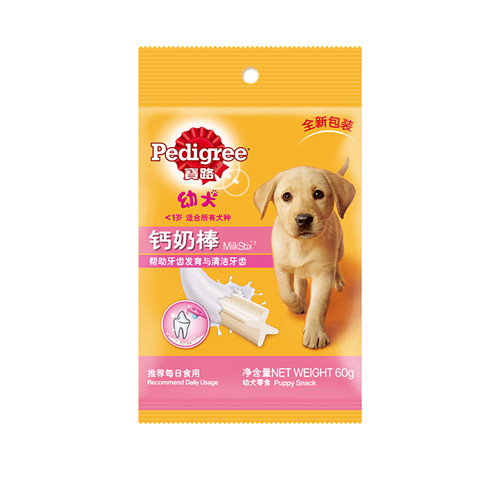 全新包装
Pedigree
寶路
幼犬
<1岁 适合所有犬种
钙奶棒 MilkStix
帮助牙齿发育与清洁牙齿
推荐每日食用
Recommend Daily Usage
净含量NET WEIGHT 60g
幼犬零食 Puppy Snack